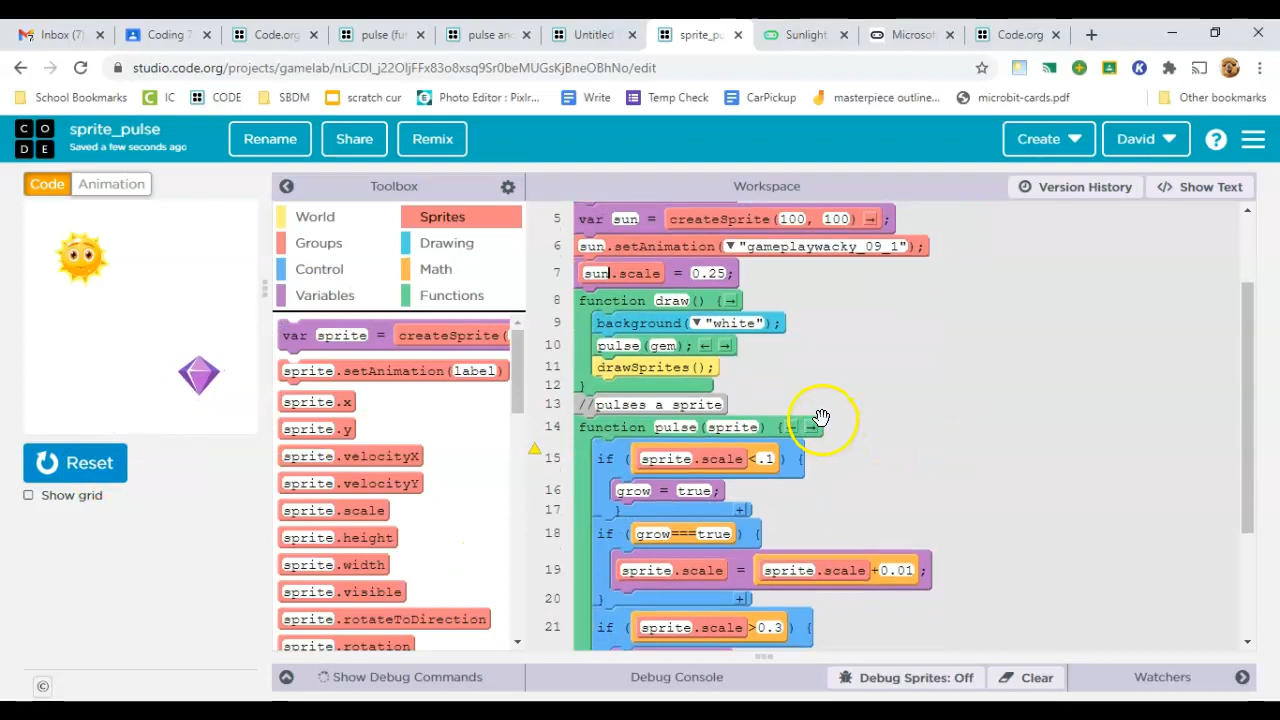 Inbox (7)
Coding 7
Code.org
pulse (fu
pulse an
Untitled
sprite_pu
Sunlight
Microsof
Code.org
studio.code.org/projects/gamelab/nLiCDI_j22OIjFFx83o8xsq9Sr0beMUGsKjBneOBhNo/edit
School Bookmarks IC CODE SBDM scratch cur Photo Editor : Pixlr... Write Temp Check CarPickup masterpiece outline... microbit-cards.pdf Other bookmarks
C O
D E
sprite_pulse
Saved a few seconds ago
Rename Share Remix Create David ?
Code Animation
Toolbox
Workspace
Version History
</> Show Text
World Sprites
Groups Drawing
Control Math
Variables Functions
var sprite = createSprite(
sprite.setAnimation(label)
sprite.x
sprite.y
sprite.velocityX
sprite.velocityY
sprite.scale
sprite.height
sprite.width
sprite.visible
sprite.rotateToDirection
sprite.rotation
5 var sun = createSprite(100, 100);
6 sun.setAnimation("gameplaywacky_09_1");
7 sun.scale = 0.25;
8 function draw() {
9 background("white");
10 pulse(gem);
11 drawSprites();
12 }
13 //pulses a sprite
14 function pulse(sprite) {
15 if (sprite.scale<.1) {
16 grow = true;
17 }
18 if (grow===true) {
19 sprite.scale = sprite.scale+0.01;
20 }
21 if (sprite.scale>0.3) {
Reset
Show grid
Show Debug Commands
Debug Console
Debug Sprites: Off
Clear
Watchers